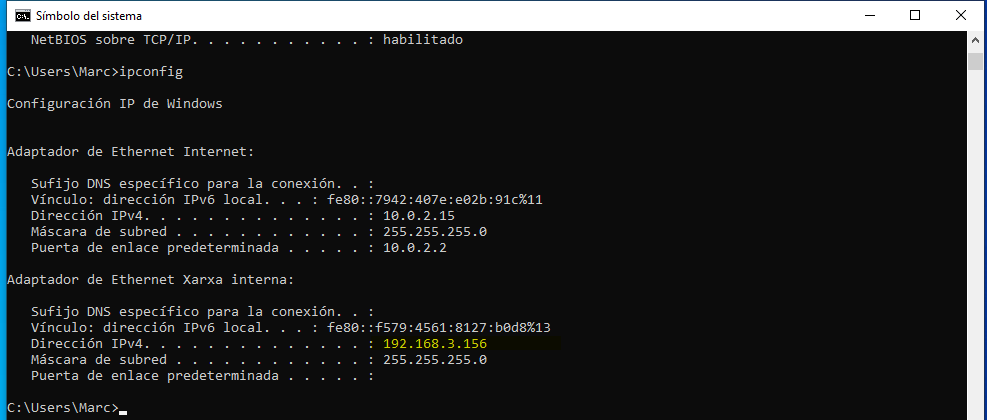 Símbolo del sistema
NetBIOS sobre TCP/IP. . . . . . . . . . . : habilitado
C:\Users\Marc>ipconfig
Configuración IP de Windows
Adaptador de Ethernet Internet:
Sufijo DNS específico para la conexión. . :
Vínculo: dirección IPv6 local. . . : fe80::7942:407e:e02b:91c%11
Dirección IPv4. . . . . . . . . . . . . . : 10.0.2.15
Máscara de subred . . . . . . . . . . . . : 255.255.255.0
Puerta de enlace predeterminada . . . . . : 10.0.2.2
Adaptador de Ethernet Xarxa interna:
Sufijo DNS específico para la conexión. . :
Vínculo: dirección IPv6 local. . . : fe80::f579:4561:8127:b0d8%13
Dirección IPv4. . . . . . . . . . . . . . : 192.168.3.156
Máscara de subred . . . . . . . . . . . . : 255.255.255.0
Puerta de enlace predeterminada . . . . . :
C:\Users\Marc>